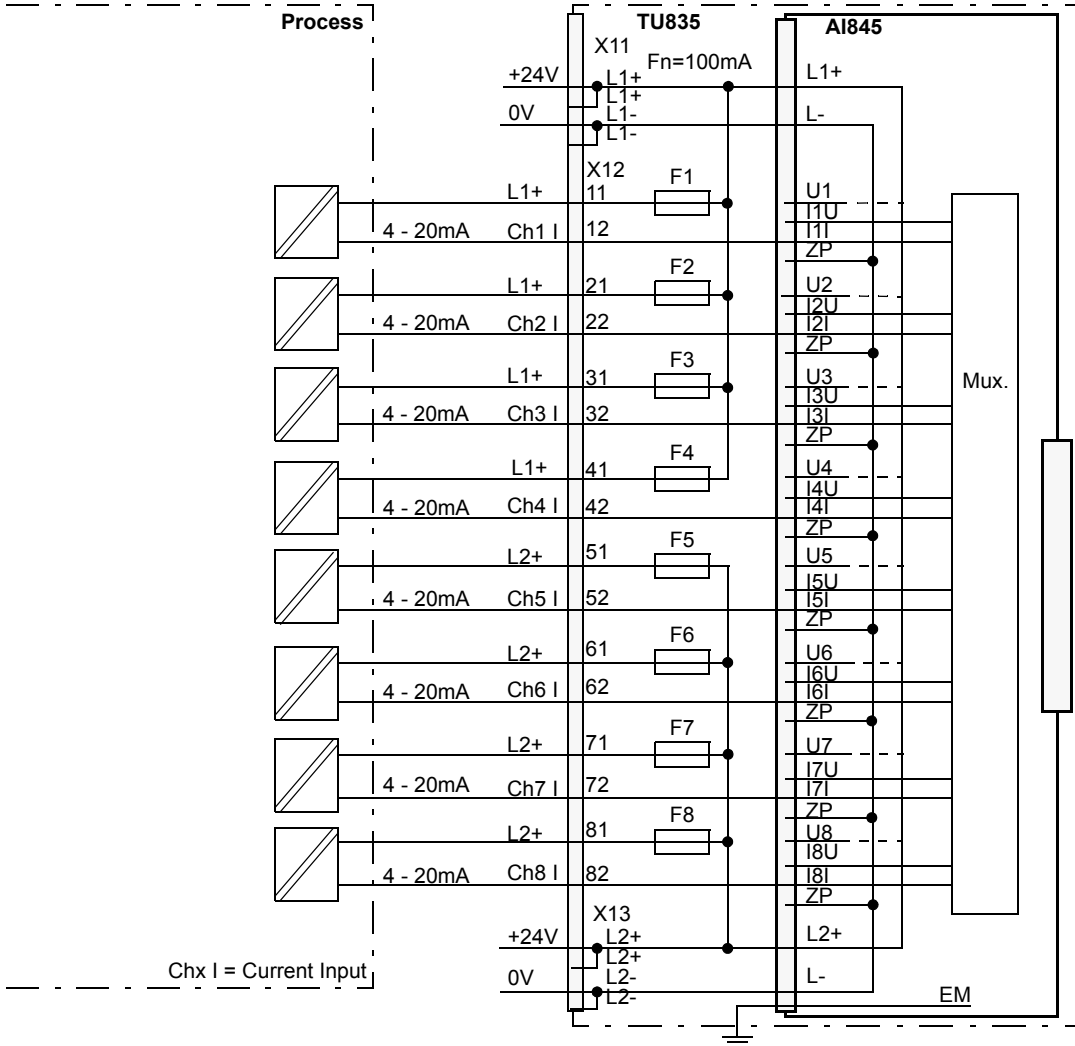 Process TU835 AI845
X11 Fn=100mA
+24V L1+ L1+
L1+
0V L1- L-
L1-
X12
L1+ 11 F1 U1
I1U
4 - 20mA Ch1 I 12 I1I
ZP
L1+ 21 F2 U2
I2U
4 - 20mA Ch2 I 22 I2I
ZP
L1+ 31 F3 U3
Mux.
I3U
4 - 20mA Ch3 I 32 I3I
ZP
L1+ 41 F4 U4
I4U
4 - 20mA Ch4 I 42 I4I
ZP
L2+ 51 F5 U5
I5U
4 - 20mA Ch5 I 52 I5I
ZP
L2+ 61 F6 U6
I6U
4 - 20mA Ch6 I 62 I6I
ZP
L2+ 71 F7 U7
I7U
4 - 20mA Ch7 I 72 I7I
ZP
L2+ 81 F8 U8
I8U
4 - 20mA Ch8 I 82 I8I
ZP
X13
+24V L2+ L2+
L2+
0V L2- L-
L2-
Chx I = Current Input
EM